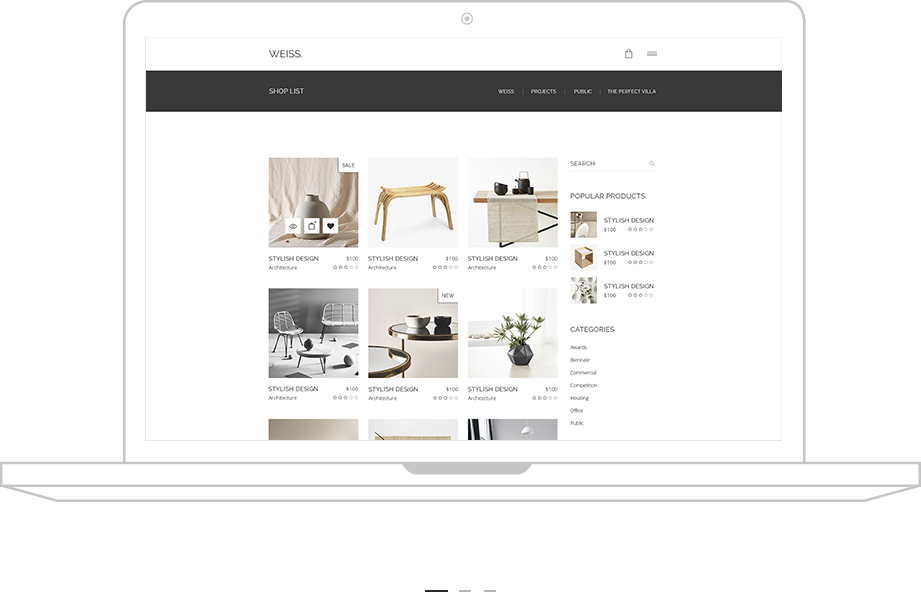 WEISS.
SHOP LIST
WEISS | PROJECTS | PUBLIC | THE PERFECT VILLA
SALE
STYLISH DESIGN $100
Architecture
STYLISH DESIGN $100
Architecture
STYLISH DESIGN $100
Architecture
NEW
STYLISH DESIGN $100
Architecture
STYLISH DESIGN $100
Architecture
STYLISH DESIGN $100
Architecture
SEARCH
POPULAR PRODUCTS
STYLISH DESIGN
$100
STYLISH DESIGN
$100
STYLISH DESIGN
$100
CATEGORIES
Awards
Biennale
Commercial
Competition
Housing
Office
Public